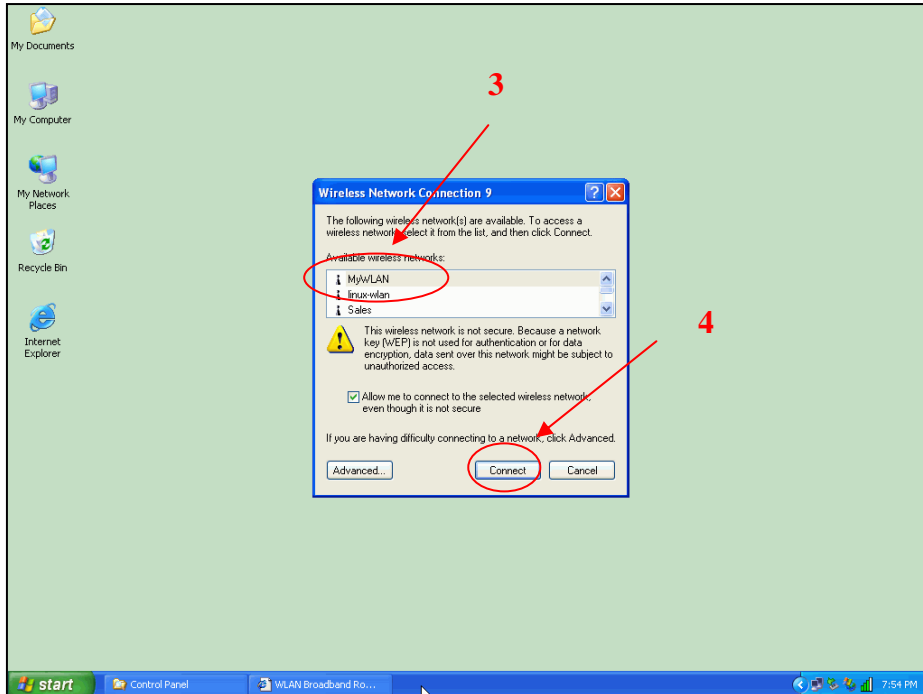 My Documents
My Computer
My Network
Places
Recycle Bin
Internet
Explorer
3
Wireless Network Connection 9
The following wireless network(s) are available. To access a
wireless network, select it from the list, and then click Connect.
Available wireless networks:
MyWLAN
linux-wlan
Sales
This wireless network is not secure. Because a network
key (WEP) is not used for authentication or for data
encryption, data sent over this network might be subject to
unauthorized access.
Allow me to connect to the selected wireless network,
even though it is not secure
4
If you are having difficulty connecting to a network, click Advanced.
Advanced...
Connect
Cancel
start
Control Panel
WLAN Broadband Ro...
7:54 PM